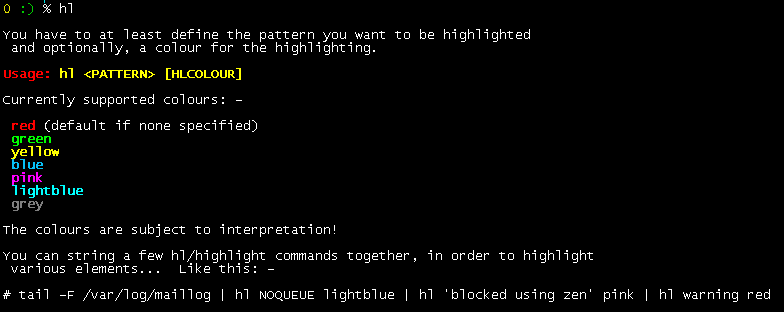 0 :) % hl
You have to at least define the pattern you want to be highlighted
and optionally, a colour for the highlighting.
Usage: hl <PATTERN> [HLCOLOUR]
Currently supported colours: -
red (default if none specified)
green
yellow
blue
pink
lightblue
grey
The colours are subject to interpretation!
You can string a few hl/highlight commands together, in order to highlight
various elements... Like this: -
# tail -F /var/log/maillog | hl NOQUEUE lightblue | hl 'blocked using zen' pink | hl warning red